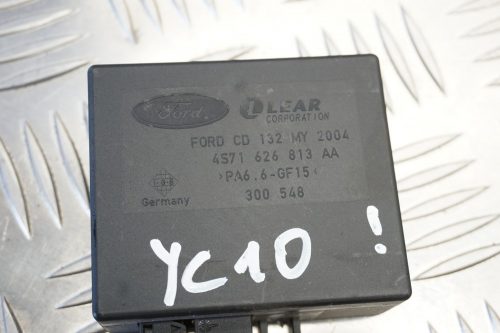 Ford LEAR
CORPORATION
FORD CD 132 MY 2004
4S71 626 813 AA
>PA6.6-GF15<
Germany 300 548
YC10 !